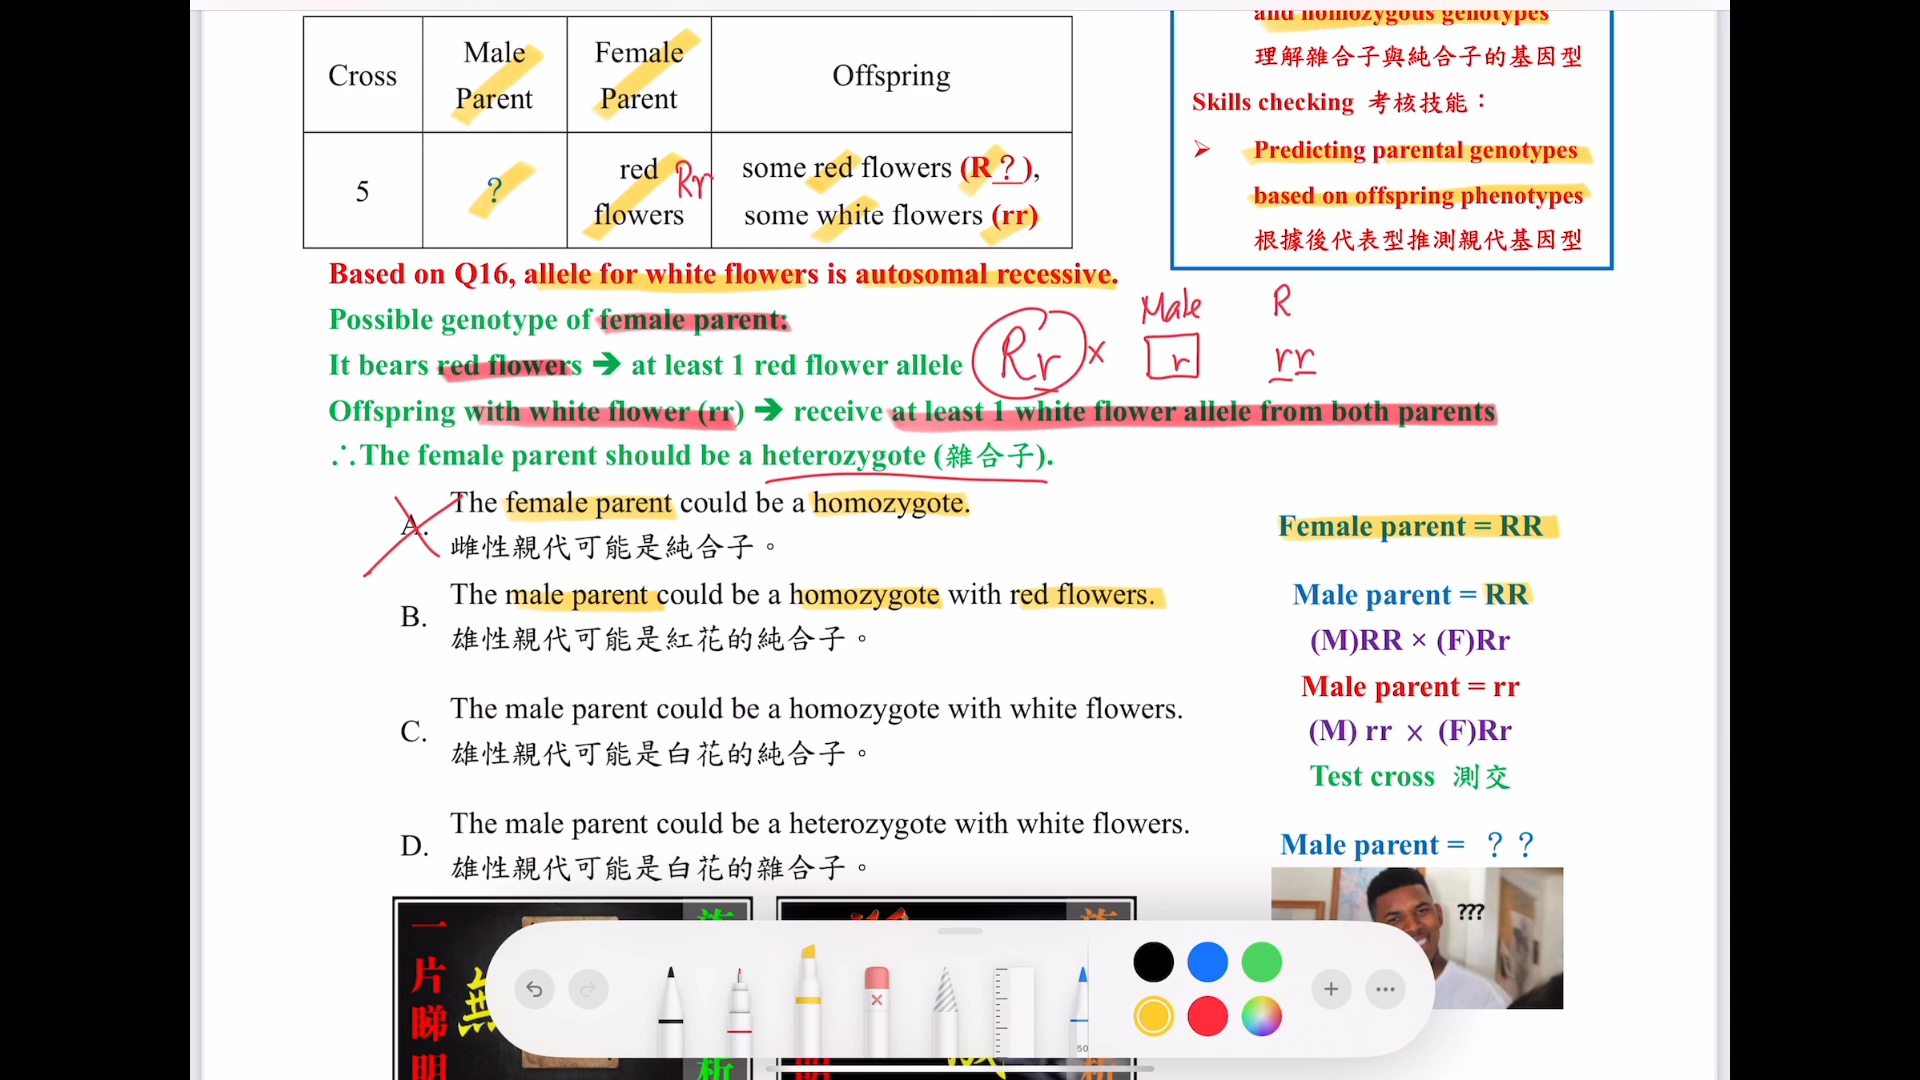 and homozygous genotypes
理解雜合子與純合子的基因型
Skills checking 考核技能：
➢ Predicting parental genotypes
based on offspring phenotypes
根據後代表型推測親代基因型
Cross
Male
Parent
Female
Parent
Offspring
5
?
red
flowers
Rr
some red flowers (R ? ),
some white flowers (rr)
Based on Q16, allele for white flowers is autosomal recessive.
Possible genotype of female parent:
It bears red flowers ➔ at least 1 red flower allele
Rr × r
Male
R
rr
Offspring with white flower (rr) ➔ receive at least 1 white flower allele from both parents
∴The female parent should be a heterozygote (雜合子).
A. The female parent could be a homozygote.
雌性親代可能是純合子。
B. The male parent could be a homozygote with red flowers.
雄性親代可能是紅花的純合子。
C. The male parent could be a homozygote with white flowers.
雄性親代可能是白花的純合子。
D. The male parent could be a heterozygote with white flowers.
雄性親代可能是白花的雜合子。
Female parent = RR
Male parent = RR
(M)RR × (F)Rr
Male parent = rr
(M) rr × (F)Rr
Test cross 測交
Male parent = ？？
???
一片睇明
無
析
明
析
50